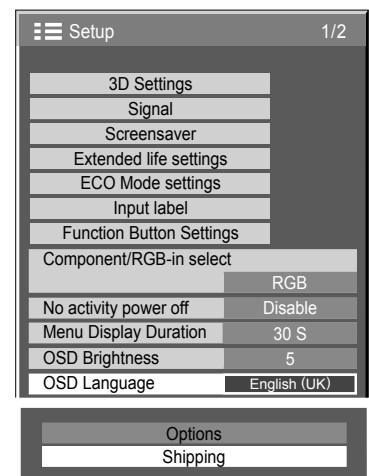 Setup 1/2
3D Settings
Signal
Screensaver
Extended life settings
ECO Mode settings
Input label
Function Button Settings
Component/RGB-in select
RGB
No activity power off Disable
Menu Display Duration 30 S
OSD Brightness 5
OSD Language English (UK)
Options
Shipping